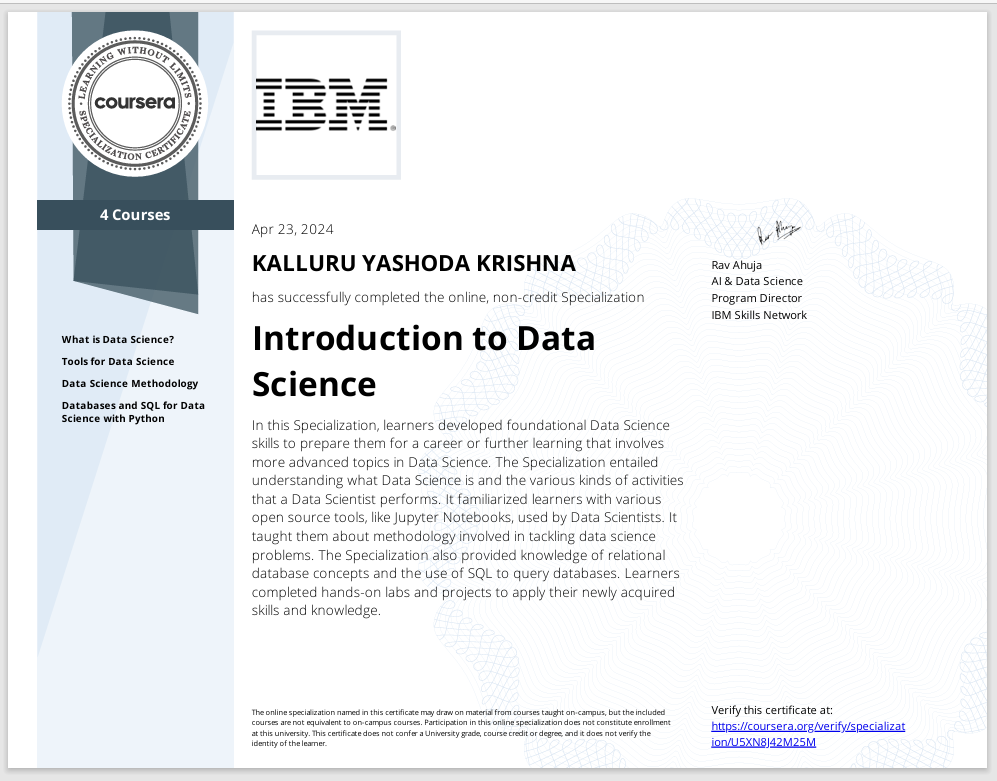 LEARNING WITHOUT LIMITS
coursera
SPECIALIZATION CERTIFICATE
4 Courses
What is Data Science?
Tools for Data Science
Data Science Methodology
Databases and SQL for Data
Science with Python
IBM®
Apr 23, 2024
KALLURU YASHODA KRISHNA
has successfully completed the online, non-credit Specialization
Introduction to Data
Science
In this Specialization, learners developed foundational Data Science
skills to prepare them for a career or further learning that involves
more advanced topics in Data Science. The Specialization entailed
understanding what Data Science is and the various kinds of activities
that a Data Scientist performs. It familiarized learners with various
open source tools, like Jupyter Notebooks, used by Data Scientists. It
taught them about methodology involved in tackling data science
problems. The Specialization also provided knowledge of relational
database concepts and the use of SQL to query databases. Learners
completed hands-on labs and projects to apply their newly acquired
skills and knowledge.
Rav Ahuja
Rav Ahuja
AI & Data Science
Program Director
IBM Skills Network
The online specialization named in this certificate may draw on material from courses taught on-campus, but the included
courses are not equivalent to on-campus courses. Participation in this online specialization does not constitute enrollment
at this university. This certificate does not confer a University grade, course credit or degree, and it does not verify the
identity of the learner.
Verify this certificate at:
https://coursera.org/verify/specializat
ion/U5XN8J42M25M